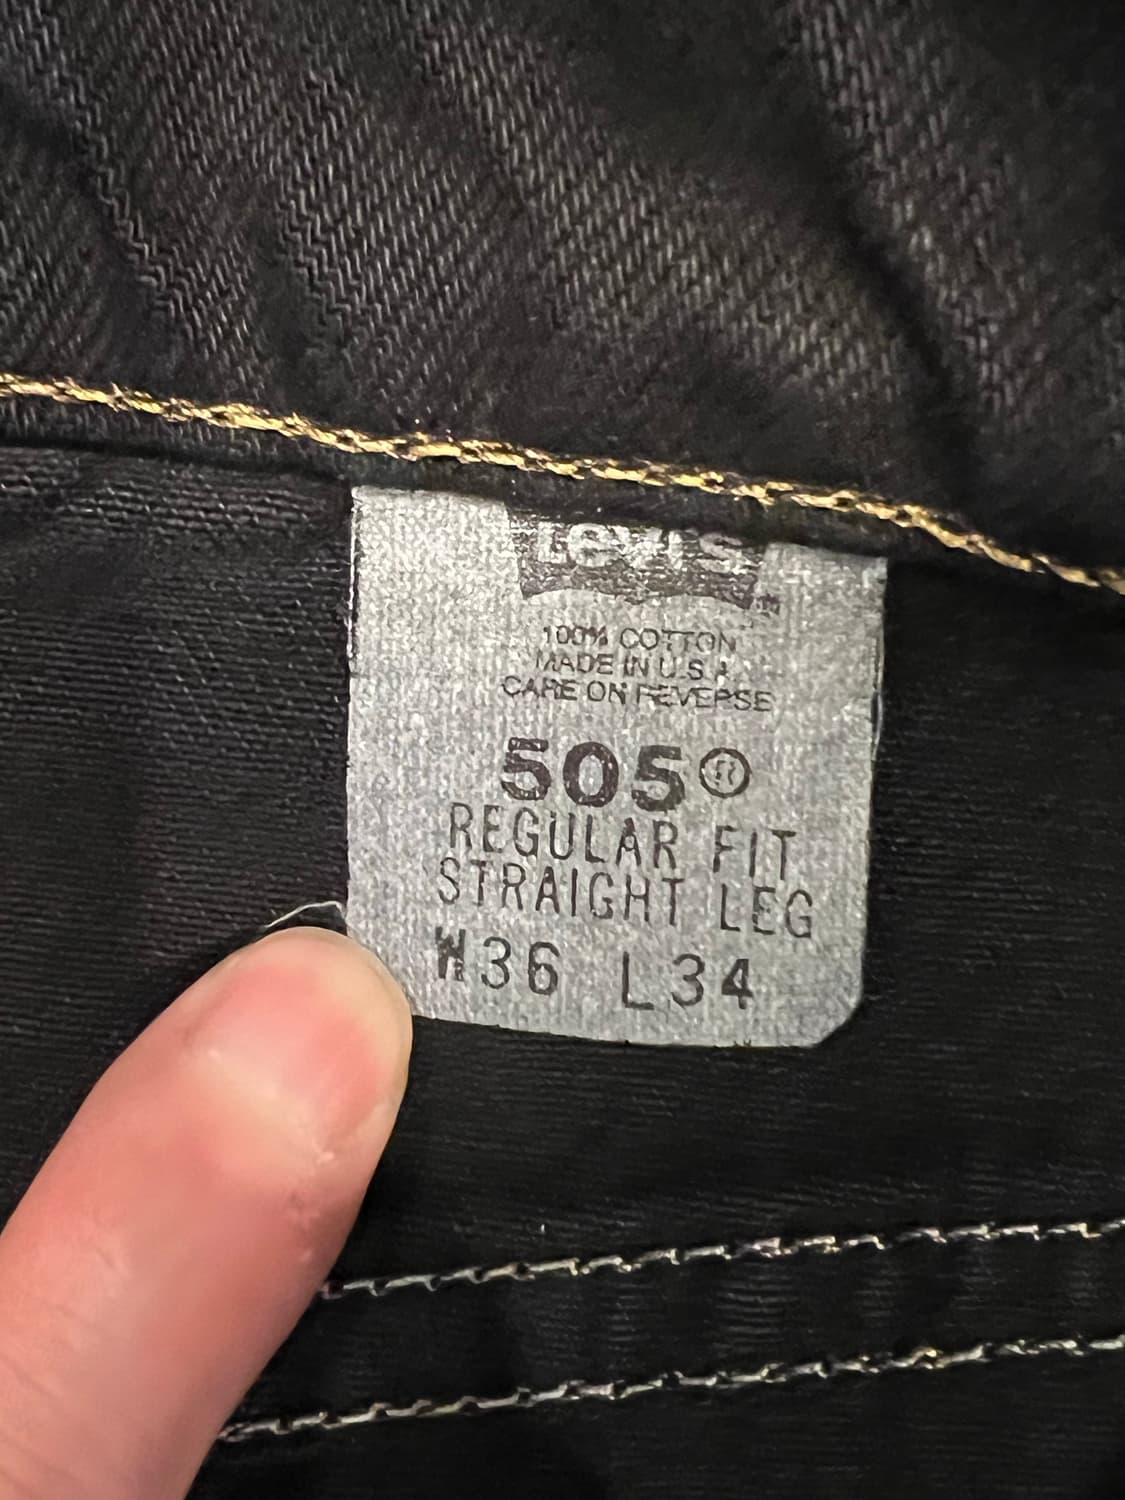 Levi's
100% COTTON
MADE IN U.S.A.
CARE ON REVERSE
505®
REGULAR FIT
STRAIGHT LEG
W36 L34